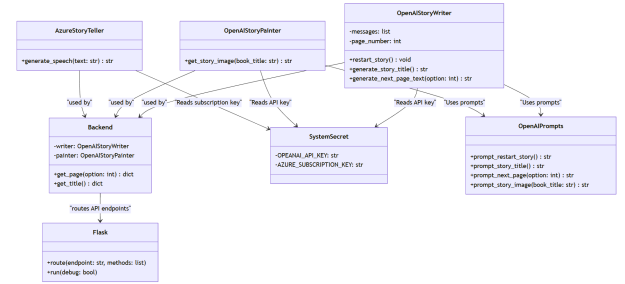 AzureStoryTeller
+generate_speech(text: str) : str
OpenAIStoryPainter
+get_story_image(book_title: str) : str
OpenAIStoryWriter
-messages: list
-page_number: int
+restart_story() : void
+generate_story_title() : str
+generate_next_page_text(option: int) : str
"used by"
"used by"
"used by"
"Reads subscription key"
"Reads API key"
"Reads API key"
"Uses prompts"
"Uses prompts"
Backend
-writer: OpenAIStoryWriter
-painter: OpenAIStoryPainter
+get_page(option: int) : dict
+get_title() : dict
SystemSecret
-OPEANAI_API_KEY: str
-AZURE_SUBSCRIPTION_KEY: str
OpenAIPrompts
+prompt_restart_story() : str
+prompt_story_title() : str
+prompt_next_page(option: int) : str
+prompt_story_image(book_title: str) : str
"routes API endpoints"
Flask
+route(endpoint: str, methods: list)
+run(debug: bool)